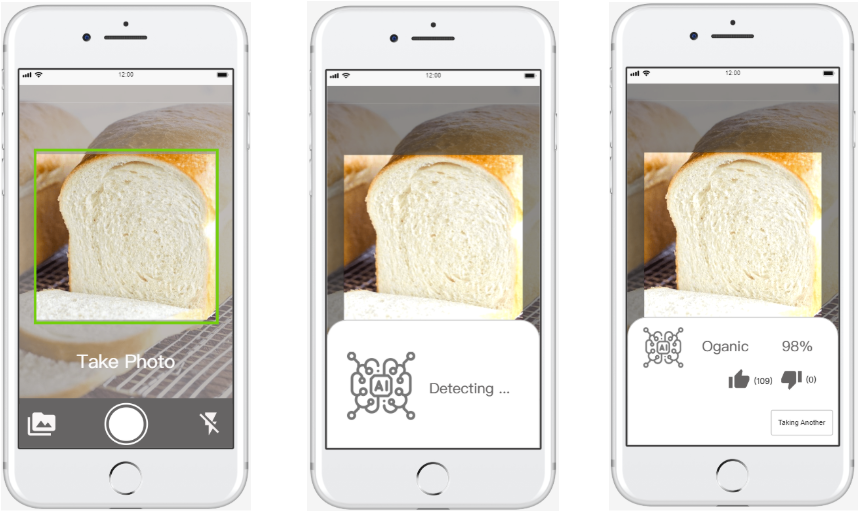 12:00
Take Photo
12:00
AI
Detecting ...
12:00
AI
Oganic 98%
(109) (0)
Taking Another